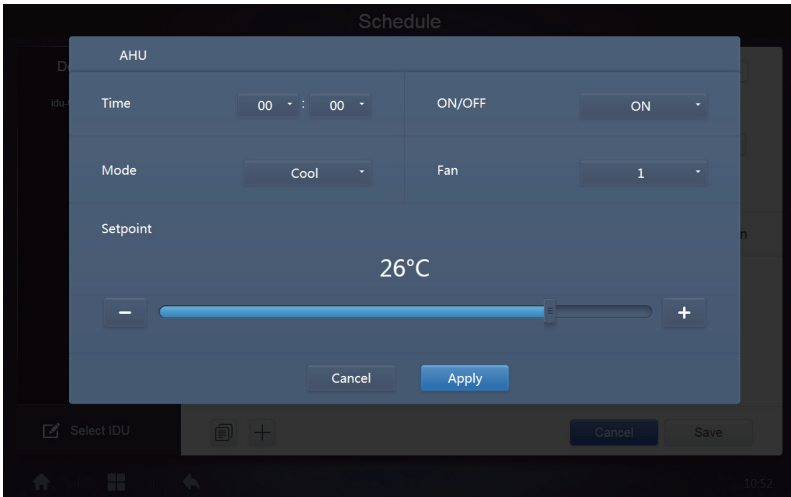 Schedule
AHU
Time 00 : 00 ON/OFF ON
Mode Cool Fan 1
Setpoint
26°C
Cancel Apply
Select IDU Cancel Save
10:52